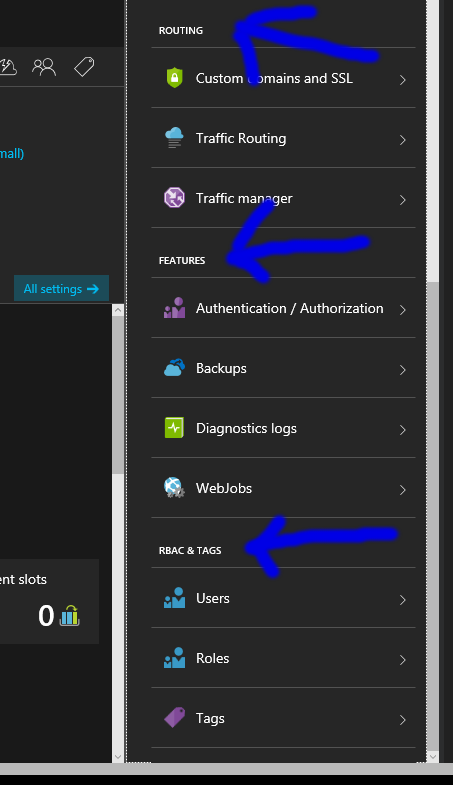 ROUTING
Custom domains and SSL
Traffic Routing
Traffic manager
FEATURES
Authentication / Authorization
Backups
Diagnostics logs
WebJobs
RBAC & TAGS
Users
Roles
Tags
mall)
All settings
ent slots
0